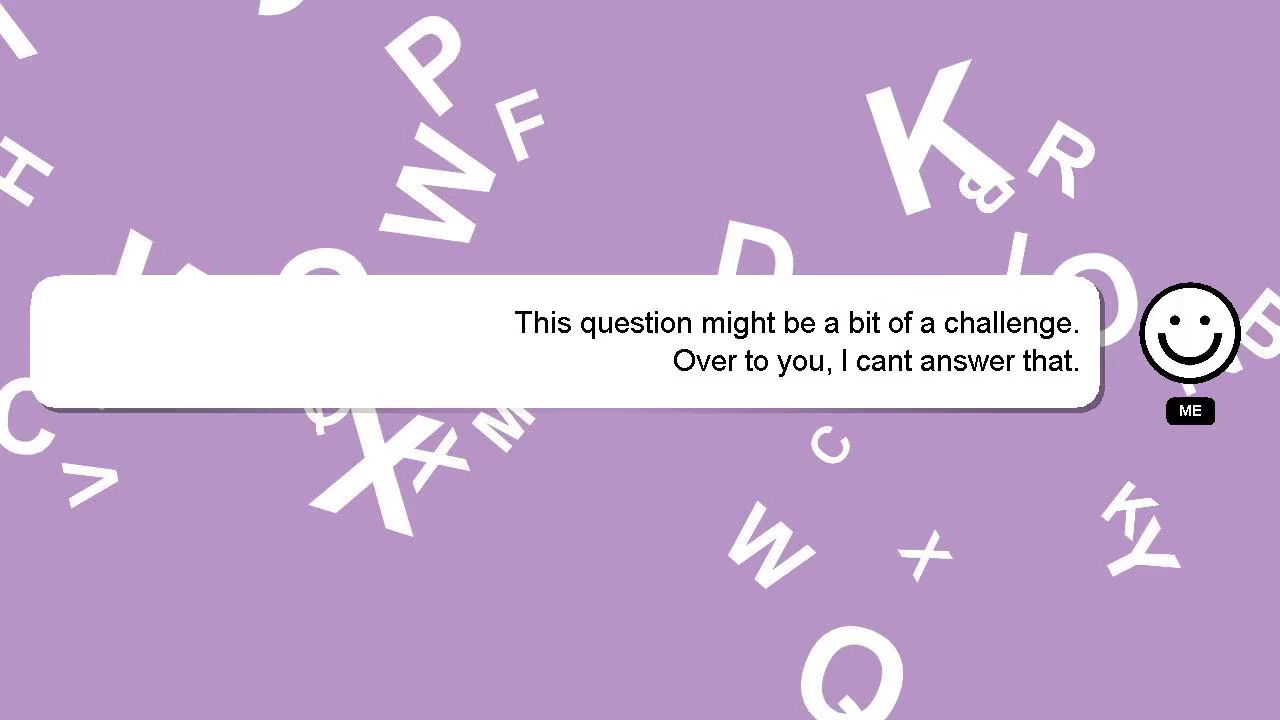 This question might be a bit of a challenge.
Over to you, I cant answer that.
ME
P
F
W
K
R
B
H
D
O
C
V
X
X
M
C
W
X
K
Y
Q
B